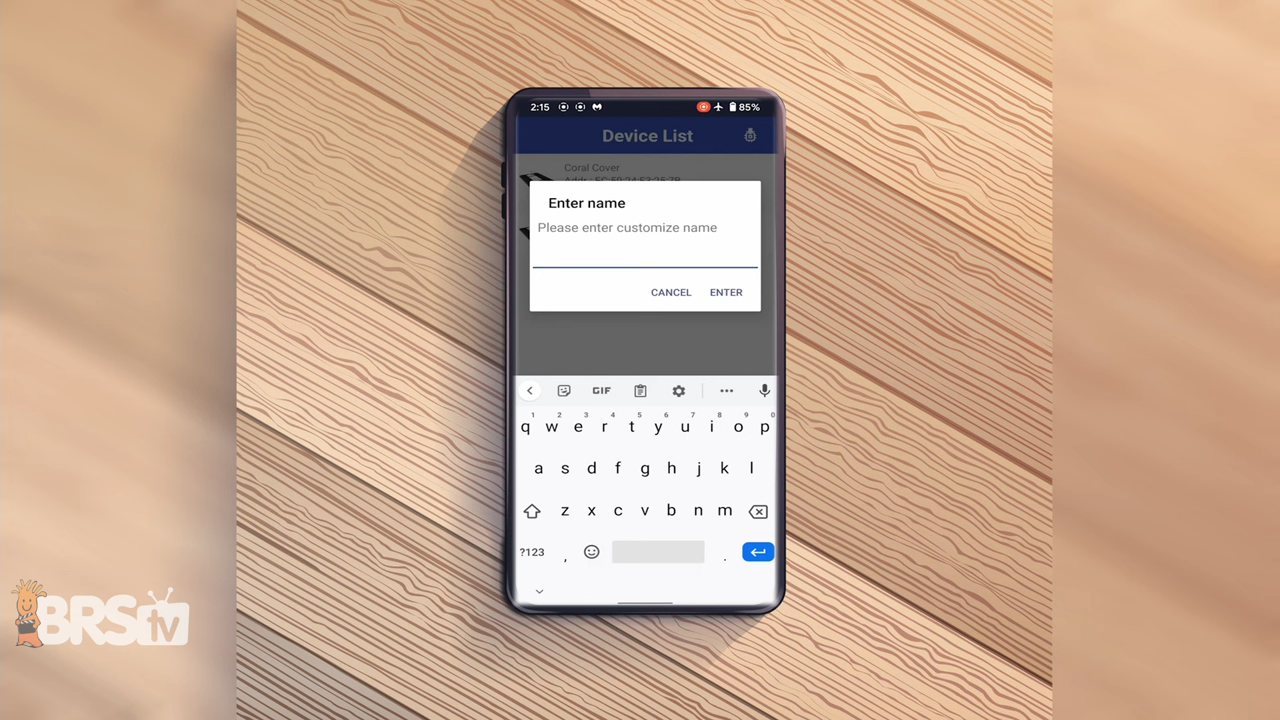 2:15 85%
Device List
Coral Cover
Enter name
Please enter customize name
CANCEL ENTER
GIF
1 2 3 4 5 6 7 8 9 0
q w e r t y u i o p
a s d f g h j k l
z x c v b n m
?123 , .
BRStv